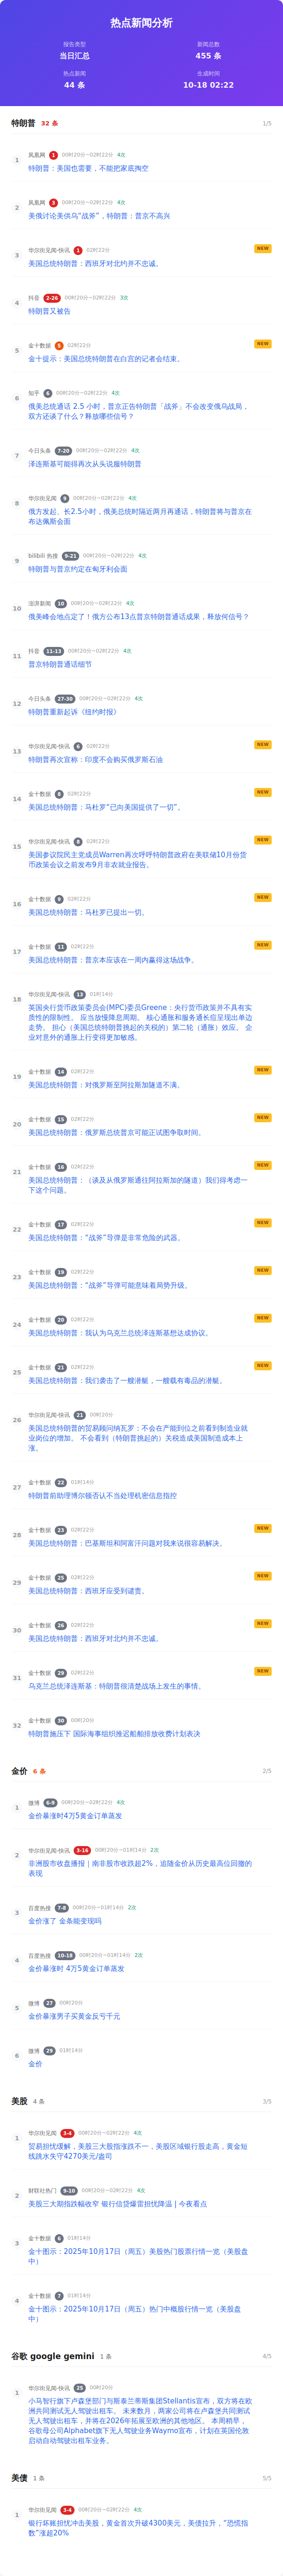 热点新闻分析
报告类型
当日汇总
新闻总数
455 条
热点新闻
44 条
生成时间
10-18 02:22
特朗普 32 条 1/5
1
凤凰网 1 00时20分~02时22分 4次
特朗普：美国也需要，不能把家底掏空
2
凤凰网 3 00时20分~02时22分 4次
美俄讨论美供乌“战斧”，特朗普：普京不高兴
3
华尔街见闻-快讯 1 02时22分 NEW
美国总统特朗普：西班牙对北约并不忠诚。
4
抖音 2-26 00时20分~02时22分 3次
特朗普又被告
5
金十数据 5 02时22分 NEW
金十提示：美国总统特朗普在白宫的记者会结束。
6
知乎 6 00时20分~02时22分 4次
俄美总统通话 2.5 小时，普京正告特朗普「战斧」不会改变俄乌战局，
双方还谈了什么？释放哪些信号？
7
今日头条 7-20 00时20分~02时22分 4次
泽连斯基可能得再次从头说服特朗普
8
华尔街见闻 9 00时20分~02时22分 4次
俄方发起、长2.5小时，俄美总统时隔近两月再通话，特朗普将与普京在
布达佩斯会面
9
bilibili 热搜 9-21 00时20分~02时22分 4次
特朗普与普京约定在匈牙利会面
10
澎湃新闻 10 00时20分~02时22分 4次
俄美峰会地点定了！俄方公布13点普京特朗普通话成果，释放何信号？
11
抖音 11-13 00时20分~02时22分 4次
普京特朗普通话细节
12
今日头条 27-30 00时20分~02时22分 4次
特朗普重新起诉《纽约时报》
13
华尔街见闻-快讯 6 02时22分 NEW
特朗普再次宣称：印度不会购买俄罗斯石油
14
金十数据 8 02时22分 NEW
美国总统特朗普：马杜罗“已向美国提供了一切”。
15
华尔街见闻-快讯 8 02时22分 NEW
美国参议院民主党成员Warren再次呼呼特朗普政府在美联储10月份货
币政策会议之前发布9月非农就业报告。
16
金十数据 9 02时22分 NEW
美国总统特朗普：马杜罗已提出一切。
17
金十数据 11 02时22分 NEW
美国总统特朗普：普京本应该在一周内赢得这场战争。
18
华尔街见闻-快讯 13 01时14分
英国央行货币政策委员会(MPC)委员Greene：央行货币政策并不具有实
质性的限制性。 应当放慢降息周期。 核心通胀和服务通长疽呈现出单边
走势。 担心（美国总统特朗普挑起的关税的）第二轮（通胀）效应。 企
业对意外的通胀上行变得更加敏感。
19
金十数据 14 02时22分 NEW
美国总统特朗普：对俄罗斯至阿拉斯加隧道不满。
20
金十数据 15 02时22分 NEW
美国总统特朗普：俄罗斯总统普京可能正试图争取时间。
21
金十数据 16 02时22分 NEW
美国总统特朗普：（谈及从俄罗斯通往阿拉斯加的隧道）我们得考虑一
下这个问题。
22
金十数据 17 02时22分 NEW
美国总统特朗普：“战斧”导弹是非常危险的武器。
23
金十数据 19 02时22分 NEW
美国总统特朗普：“战斧”导弹可能意味着局势升级。
24
金十数据 20 02时22分 NEW
美国总统特朗普：我认为乌克兰总统泽连斯基想达成协议。
25
金十数据 21 02时22分 NEW
美国总统特朗普：我们袭击了一艘潜艇，一艘载有毒品的潜艇。
26
华尔街见闻-快讯 21 00时20分
美国总统特朗普的贸易顾问纳瓦罗：不会在产能到位之前看到制造业就
业岗位的增加。 不会看到（特朗普挑起的）关税造成美国制造成本上
涨。
27
金十数据 22 01时14分
特朗普前助理博尔顿否认不当处理机密信息指控
28
金十数据 23 02时22分 NEW
美国总统特朗普：巴基斯坦和阿富汗问题对我来说很容易解决。
29
金十数据 25 02时22分 NEW
美国总统特朗普：西班牙应受到谴责。
30
金十数据 26 02时22分 NEW
美国总统特朗普：西班牙对北约并不忠诚。
31
金十数据 29 02时22分 NEW
乌克兰总统泽连斯基：特朗普很清楚战场上发生的事情。
32
金十数据 30 00时20分
特朗普施压下 国际海事组织推迟船舶排放收费计划表决
金价 6 条 2/5
1
微博 6-9 00时20分~02时22分 4次
金价暴涨时4万5黄金订单蒸发
2
华尔街见闻-快讯 3-16 00时20分~01时14分 2次
非洲股市收盘播报｜南非股市收跌超2%，追随金价从历史最高位回撤的
表现
3
百度热搜 7-8 00时20分~01时14分 2次
金价涨了 金条能变现吗
4
百度热搜 10-18 00时20分~01时14分 2次
金价暴涨时 4万5黄金订单蒸发
5
微博 27 00时20分
金价暴涨男子买黄金反亏千元
6
微博 29 01时14分
金价
美股 4 条 3/5
1
华尔街见闻 3-4 00时20分~02时22分 4次
贸易担忧缓解，美股三大股指涨跌不一，美股区域银行股走高，黄金短
线跳水失守4270美元/盎司
2
财联社热门 9-10 00时20分~02时22分 4次
美股三大期指跌幅收窄 银行信贷爆雷担忧降温 | 今夜看点
3
金十数据 6 01时14分
金十图示：2025年10月17日（周五）美股热门股票行情一览（美股盘
中）
4
金十数据 7 01时14分
金十图示：2025年10月17日（周五）热门中概股行情一览（美股盘
中）
谷歌 google gemini 1 条 4/5
1
华尔街见闻-快讯 25 00时20分
小马智行旗下卢森堡部门与斯泰兰蒂斯集团Stellantis宣布，双方将在欧
洲共同测试无人驾驶出租车。 未来数月，两家公司将在卢森堡共同测试
无人驾驶出租车，并将在2026年拓展至欧洲的其他地区。 本周稍早，
谷歌母公司Alphabet旗下无人驾驶业务Waymo宣布，计划在英国伦敦
启动自动驾驶出租车业务。
美债 1 条 5/5
1
华尔街见闻 3-4 00时20分~02时22分 4次
银行坏账担忧冲击美股，黄金首次升破4300美元，美债拉升，“恐慌指
数”涨超20%